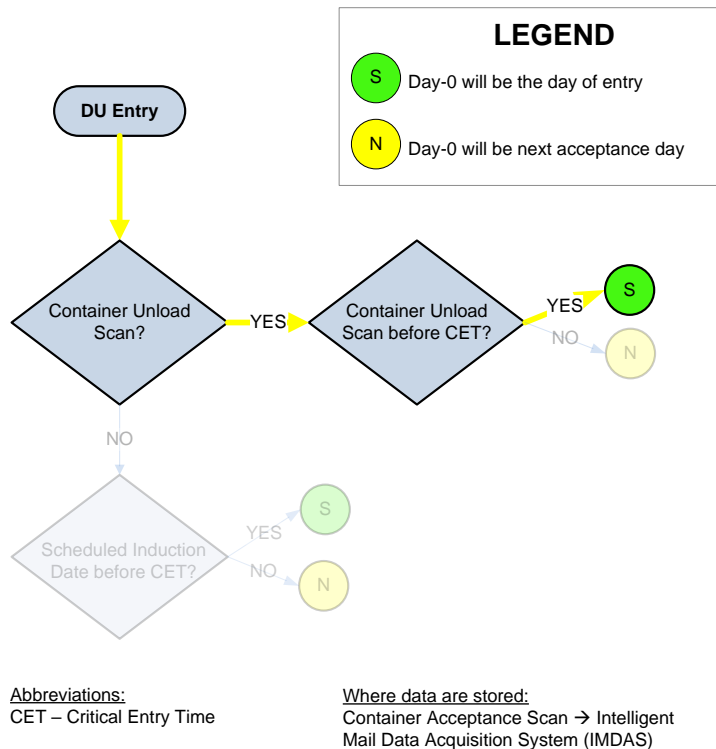 LEGEND
S
Day-0 will be the day of entry
N
Day-0 will be next acceptance day
DU Entry
Container Unload
Scan?
YES
Container Unload
Scan before CET?
YES
S
NO
N
NO
Scheduled Induction
Date before CET?
YES
S
NO
N
Abbreviations:
CET – Critical Entry Time
Where data are stored:
Container Acceptance Scan → Intelligent
Mail Data Acquisition System (IMDAS)